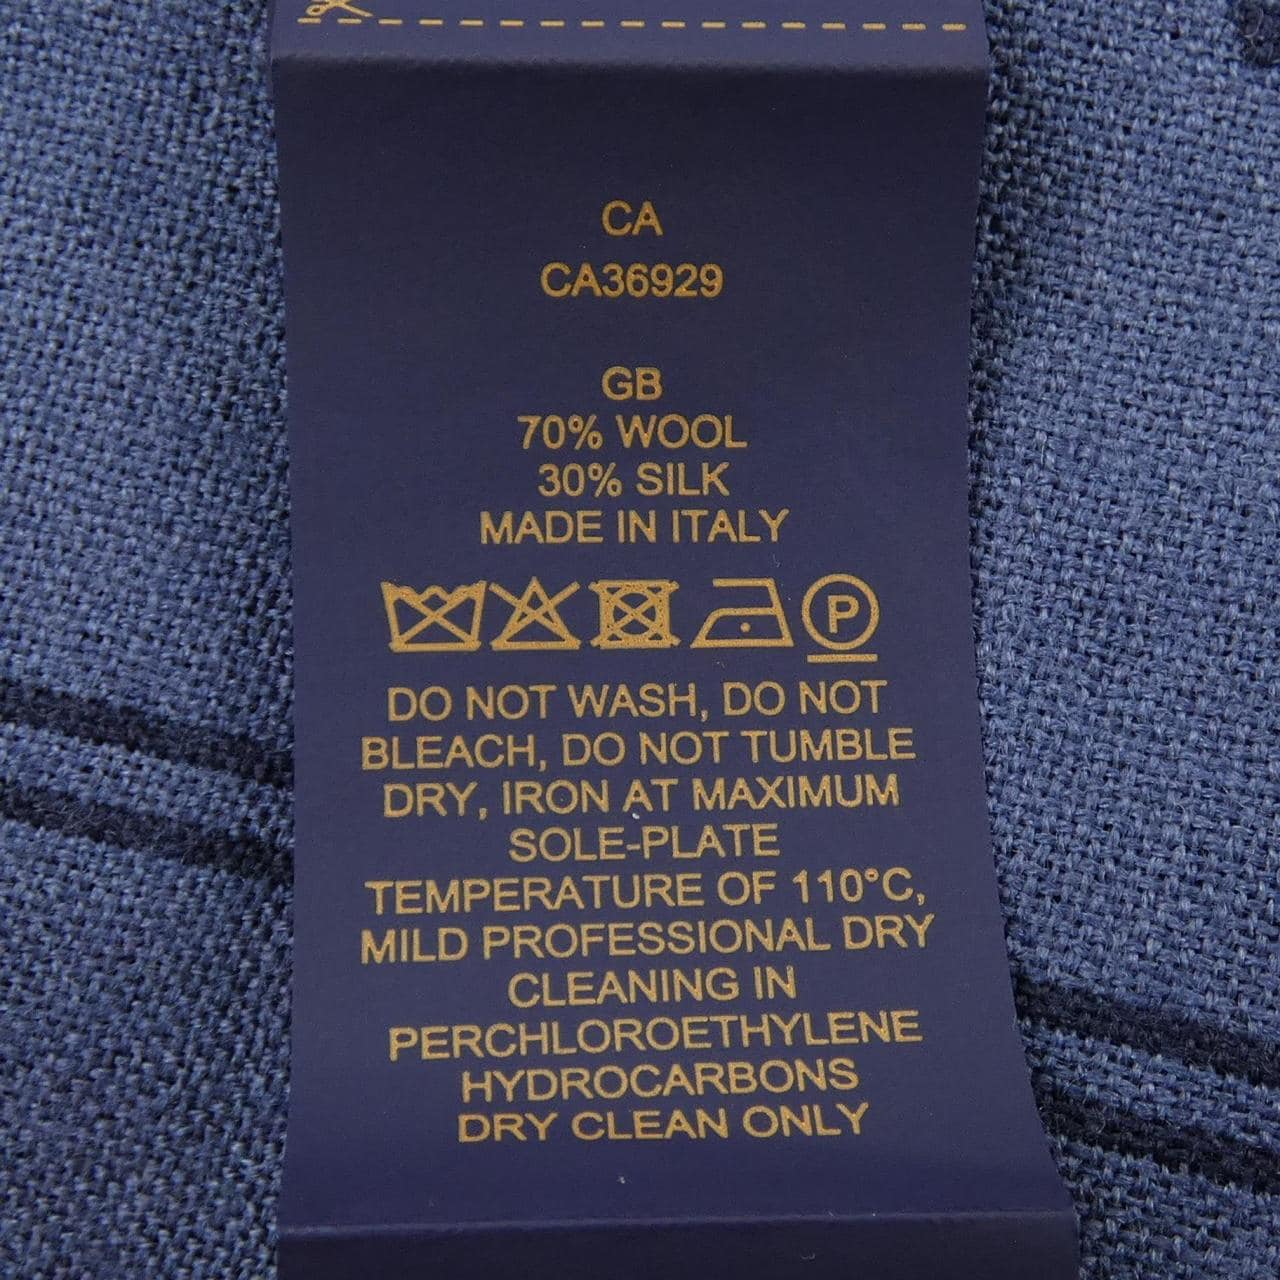 CA
CA36929
GB
70% WOOL
30% SILK
MADE IN ITALY
P
DO NOT WASH, DO NOT
BLEACH, DO NOT TUMBLE
DRY, IRON AT MAXIMUM
SOLE-PLATE
TEMPERATURE OF 110°C,
MILD PROFESSIONAL DRY
CLEANING IN
PERCHLOROETHYLENE
HYDROCARBONS
DRY CLEAN ONLY